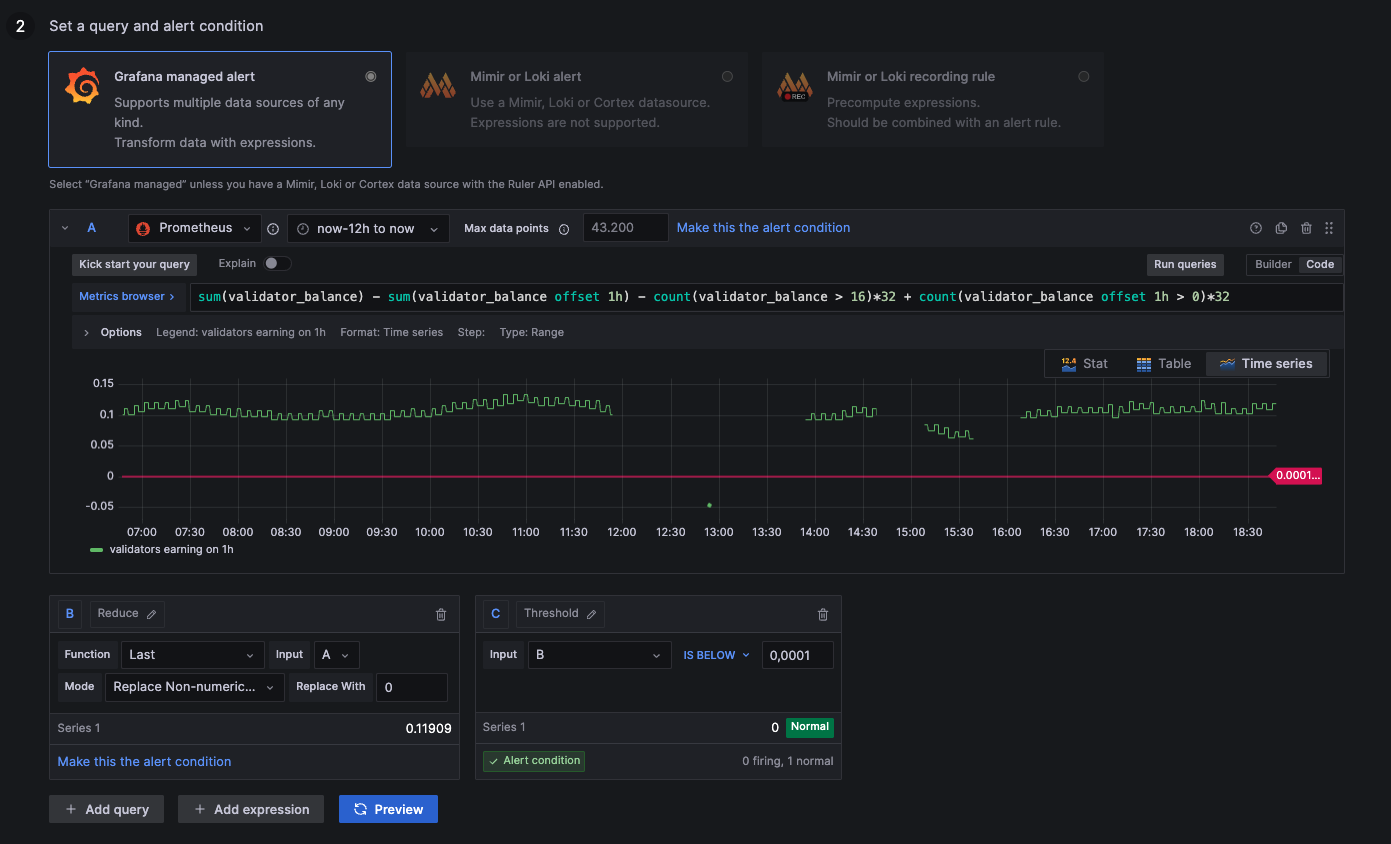 2 Set a query and alert condition
Grafana managed alert
Supports multiple data sources of any
kind.
Transform data with expressions.
Mimir or Loki alert
Use a Mimir, Loki or Cortex datasource.
Expressions are not supported.
REC
Mimir or Loki recording rule
Precompute expressions.
Should be combined with an alert rule.
Select “Grafana managed” unless you have a Mimir, Loki or Cortex data source with the Ruler API enabled.
A Prometheus now-12h to now Max data points 43.200 Make this the alert condition
Kick start your query Explain Run queries Builder Code
Metrics browser > sum(validator_balance) - sum(validator_balance offset 1h) - count(validator_balance > 16)*32 + count(validator_balance offset 1h > 0)*32
> Options Legend: validators earning on 1h Format: Time series Step: Type: Range
12.4 Stat Table Time series
0.15
0.1
0.05
0
-0.05
0.0001...
07:00 07:30 08:00 08:30 09:00 09:30 10:00 10:30 11:00 11:30 12:00 12:30 13:00 13:30 14:00 14:30 15:00 15:30 16:00 16:30 17:00 17:30 18:00 18:30
validators earning on 1h
B Reduce
Function Last Input A
Mode Replace Non-numeric... Replace With 0
Series 1 0.11909
Make this the alert condition
C Threshold
Input B IS BELOW 0,0001
Series 1 0 Normal
Alert condition 0 firing, 1 normal
+ Add query + Add expression Preview